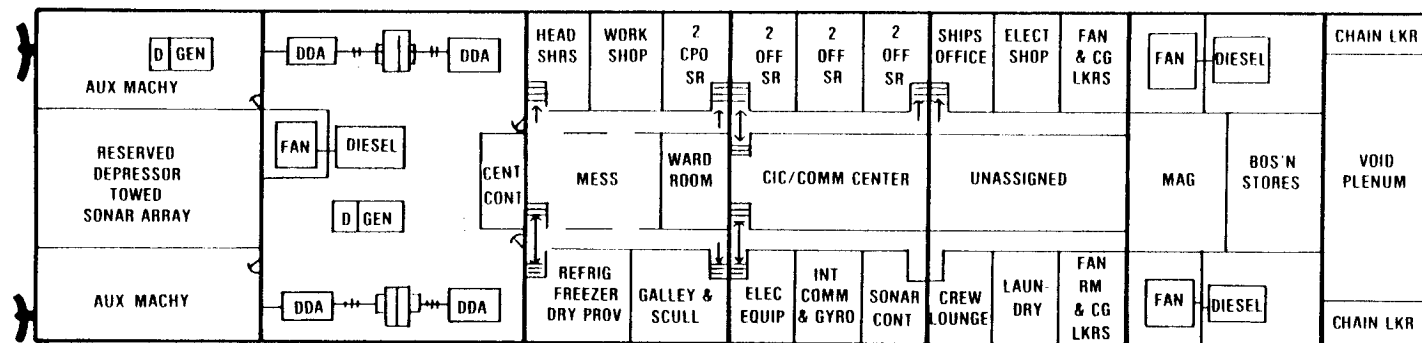 D GEN
AUX MACHY
RESERVED
DEPRESSOR
TOWED
SONAR ARRAY
AUX MACHY
DDA
DDA
FAN
DIESEL
D GEN
DDA
DDA
CENT
CONT
HEAD
SHRS
WORK
SHOP
2
CPO
SR
2
OFF
SR
2
OFF
SR
2
OFF
SR
SHIPS
OFFICE
ELECT
SHOP
FAN
& CG
LKRS
MESS
WARD
ROOM
CIC/COMM CENTER
UNASSIGNED
REFRIG
FREEZER
DRY PROV
GALLEY &
SCULL
ELEC
EQUIP
INT
COMM
& GYRO
SONAR
CONT
CREW
LOUNGE
LAUN-
DRY
FAN
RM
& CG
LKRS
FAN
DIESEL
MAG
BOS'N
STORES
FAN
DIESEL
CHAIN LKR
VOID
PLENUM
CHAIN LKR